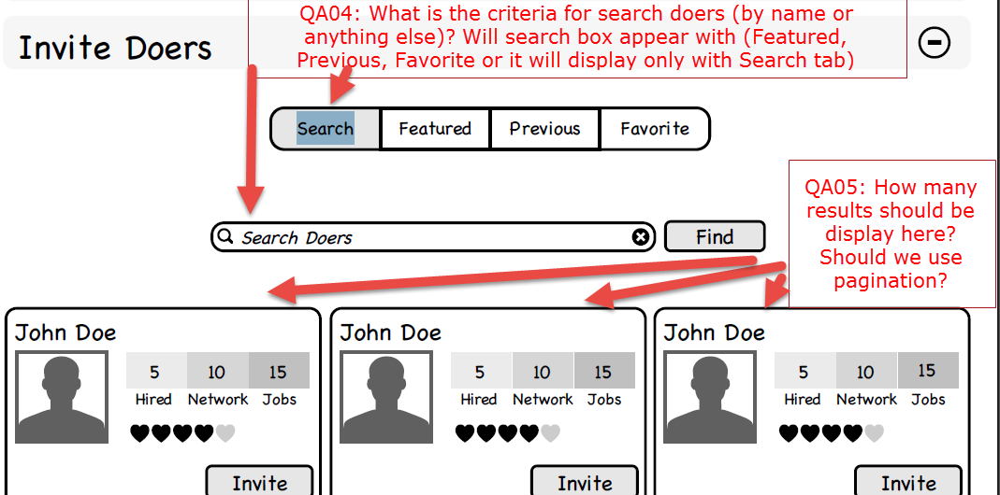 QA04: What is the criteria for search doers (by name or
anything else)? Will search box appear with (Featured,
Previous, Favorite or it will display only with Search tab)
Invite Doers
Search Featured Previous Favorite
QA05: How many
results should be
display here?
Should we use
pagination?
Search Doers Find
John Doe John Doe John Doe
5 10 15 5 10 15 5 10 15
Hired Network Jobs Hired Network Jobs Hired Network Jobs
Invite Invite Invite